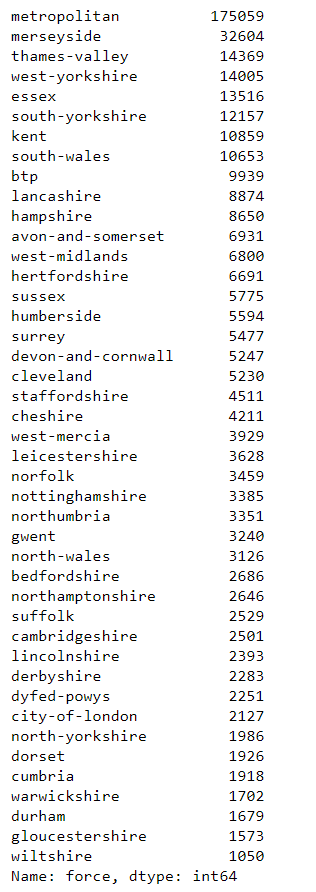 metropolitan 175059
merseyside 32604
thames-valley 14369
west-yorkshire 14005
essex 13516
south-yorkshire 12157
kent 10859
south-wales 10653
btp 9939
lancashire 8874
hampshire 8650
avon-and-somerset 6931
west-midlands 6800
hertfordshire 6691
sussex 5775
humberside 5594
surrey 5477
devon-and-cornwall 5247
cleveland 5230
staffordshire 4511
cheshire 4211
west-mercia 3929
leicestershire 3628
norfolk 3459
nottinghamshire 3385
northumbria 3351
gwent 3240
north-wales 3126
bedfordshire 2686
northamptonshire 2646
suffolk 2529
cambridgeshire 2501
lincolnshire 2393
derbyshire 2283
dyfed-powys 2251
city-of-london 2127
north-yorkshire 1986
dorset 1926
cumbria 1918
warwickshire 1702
durham 1679
gloucestershire 1573
wiltshire 1050
Name: force, dtype: int64